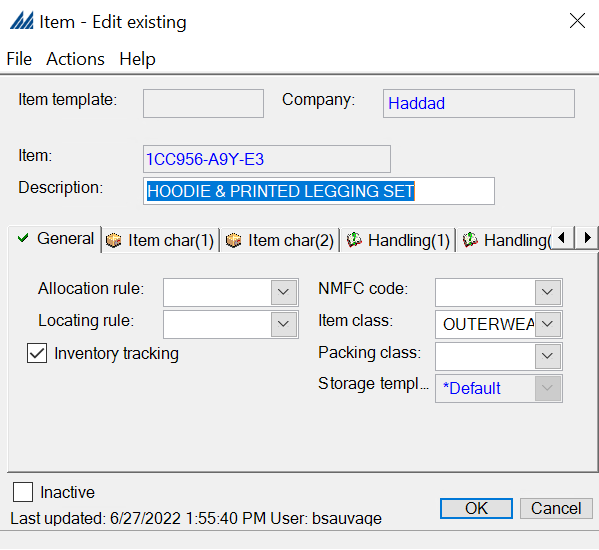 Item - Edit existing
File Actions Help
Item template: Company: Haddad
Item: 1CC956-A9Y-E3
Description: HOODIE & PRINTED LEGGING SET
General Item char(1) Item char(2) Handling(1) Handling(
Allocation rule: NMFC code:
Locating rule: Item class: OUTERWEA
Inventory tracking Packing class:
Storage templ... *Default
Inactive
OK Cancel
Last updated: 6/27/2022 1:55:40 PM User: bsauvage